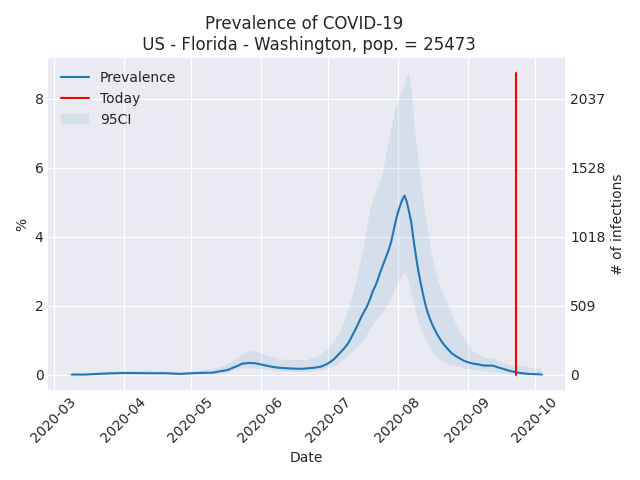 Prevalence of COVID-19
US - Florida - Washington, pop. = 25473
Prevalence
Today
95CI
8
6
4
2
0
%
2037
1528
1018
509
0
# of infections
2020-03
2020-04
2020-05
2020-06
2020-07
2020-08
2020-09
2020-10
Date